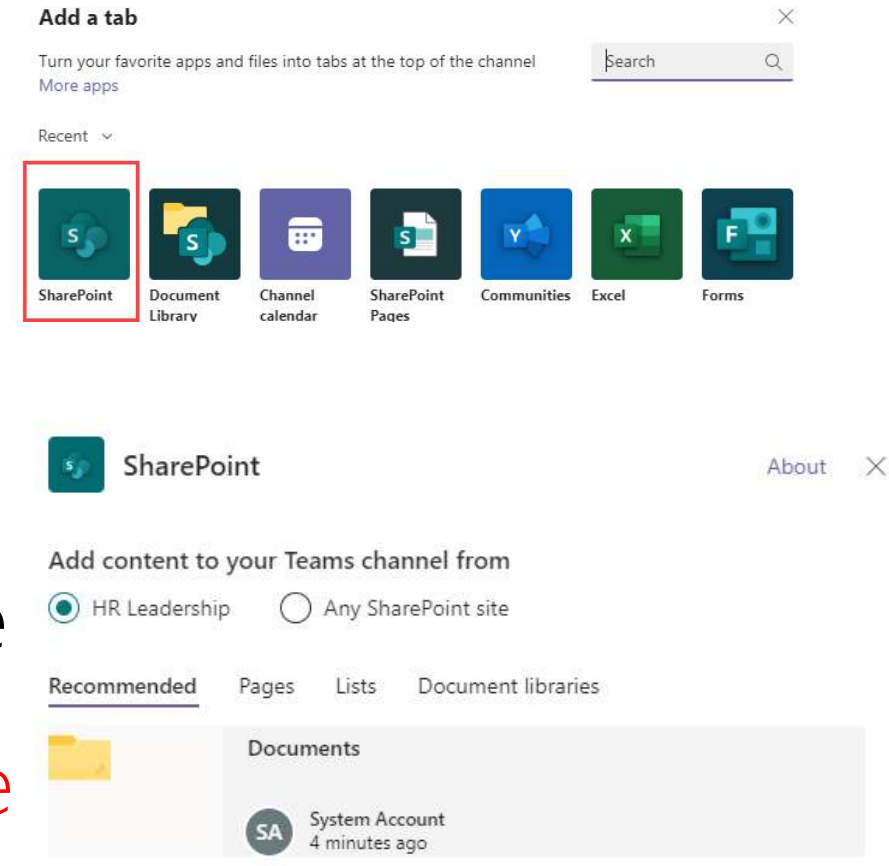 Add a tab
Turn your favorite apps and files into tabs at the top of the channel
Search
More apps
Recent
S
S
S
Y
X
F
SharePoint
Document
Library
Channel
calendar
SharePoint
Pages
Communities
Excel
Forms
S
SharePoint
About
Add content to your Teams channel from
e
HR Leadership
Any SharePoint site
Recommended
Pages
Lists
Document libraries
Documents
e
SA
System Account
4 minutes ago